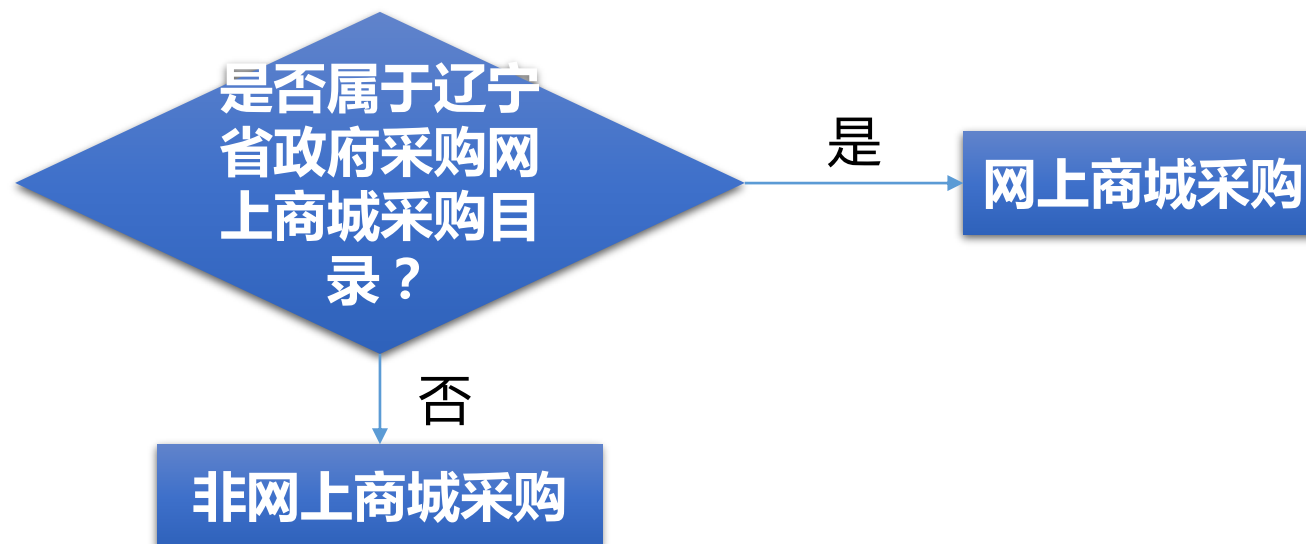 是否属于辽宁
省政府采购网
上商城采购目
录？
是
网上商城采购
否
非网上商城采购